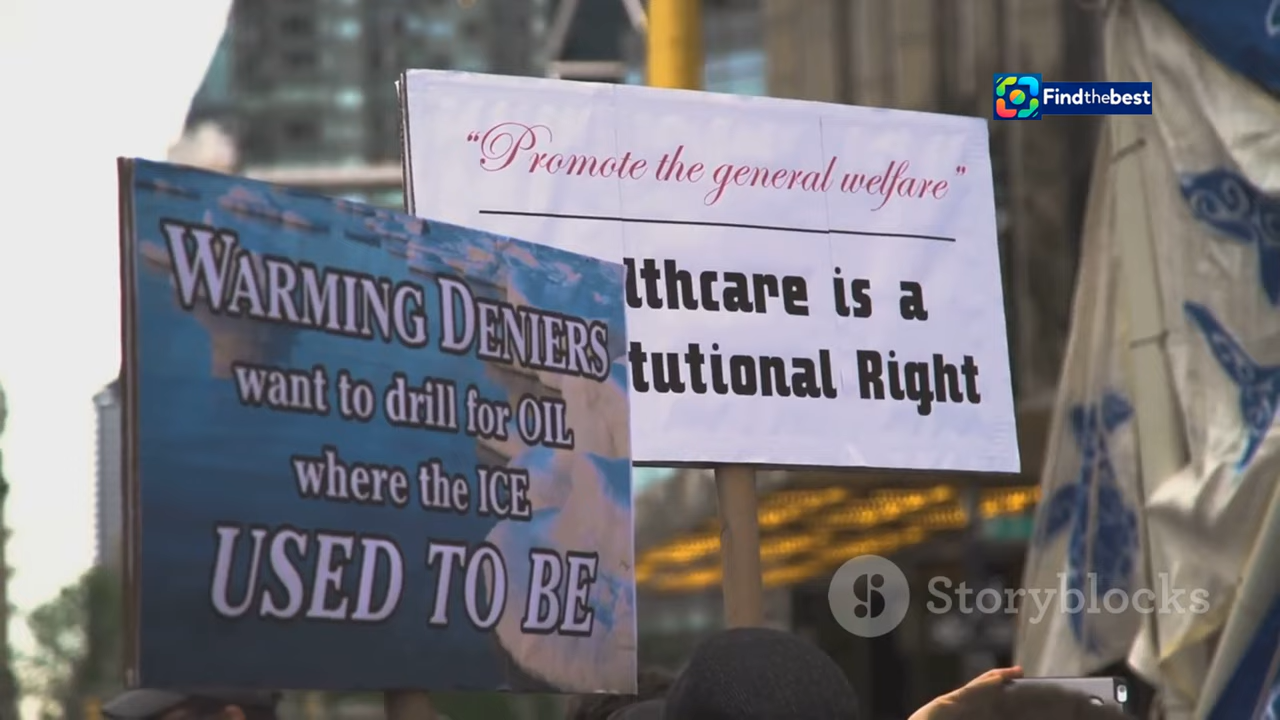 Findthebest
“Promote the general welfare”
lthcare is a
tutional Right
WARMING DENIERS
want to drill for OIL
where the ICE
USED TO BE
Storyblocks